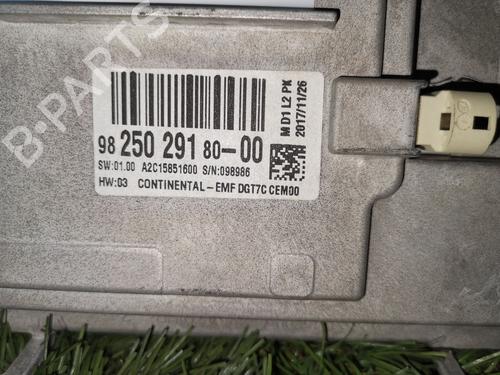 B-PARTS
98 250 291 80-00
SW:01.00 A2C15851600 S/N:098986
HW:03 CONTINENTAL-EMF DGT7C CEM00
M D1 L2 PK
2017/11/26